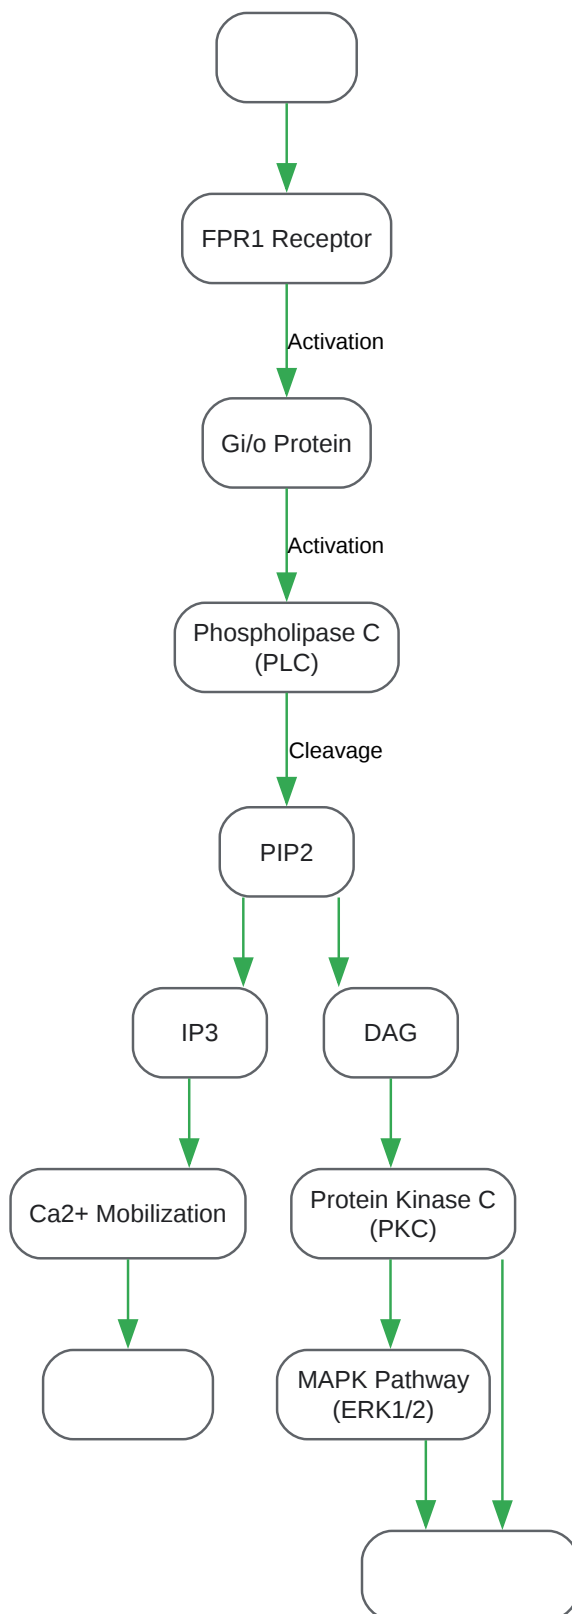 FPR1 Receptor
Activation
Gi/o Protein
Activation
Phospholipase C
(PLC)
Cleavage
PIP2
IP3
DAG
Ca2+ Mobilization
Protein Kinase C
(PKC)
MAPK Pathway
(ERK1/2)